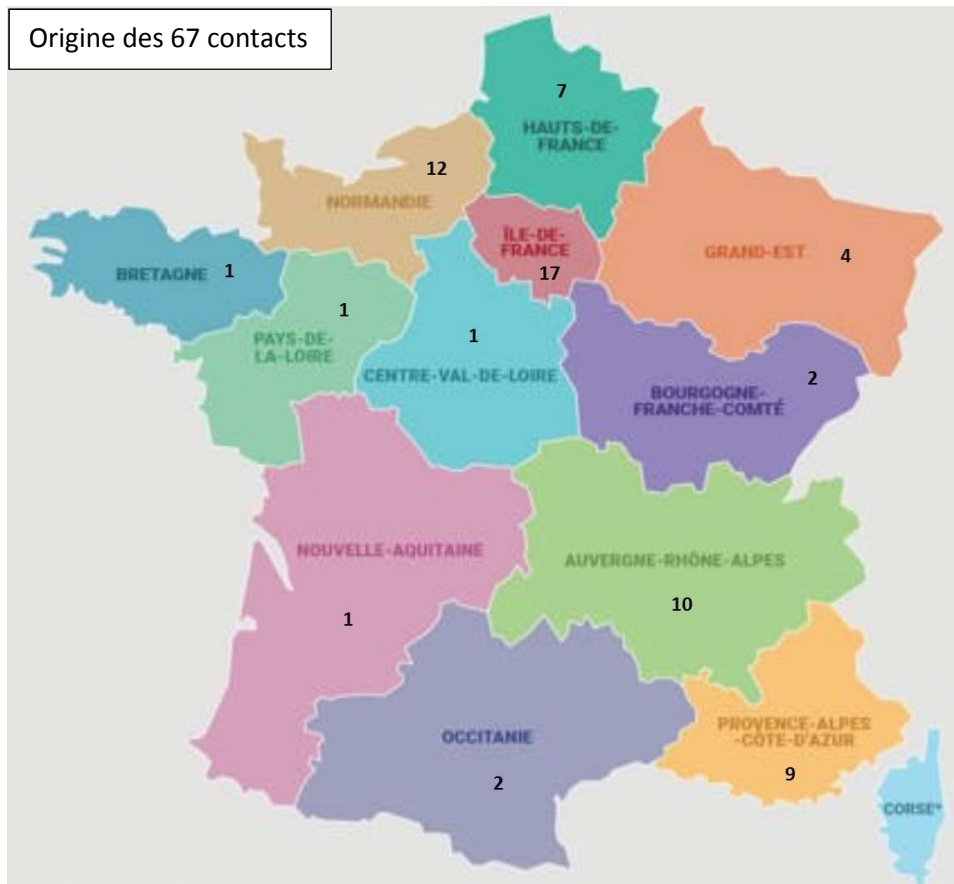 Origine des 67 contacts
7
HAUTS-DE-
FRANCE
12
NORMANDIE
ÎLE-DE-
FRANCE
17
GRAND-EST 4
BRETAGNE 1
1
PAYS-DE-
LA-LOIRE
1
CENTRE-VAL-DE-LOIRE
2
BOURGOGNE-
FRANCHE-COMTÉ
NOUVELLE-AQUITAINE
1
AUVERGNE-RHÔNE-ALPES
10
OCCITANIE
2
PROVENCE-ALPES
-CÔTE-D'AZUR
9
CORSE*